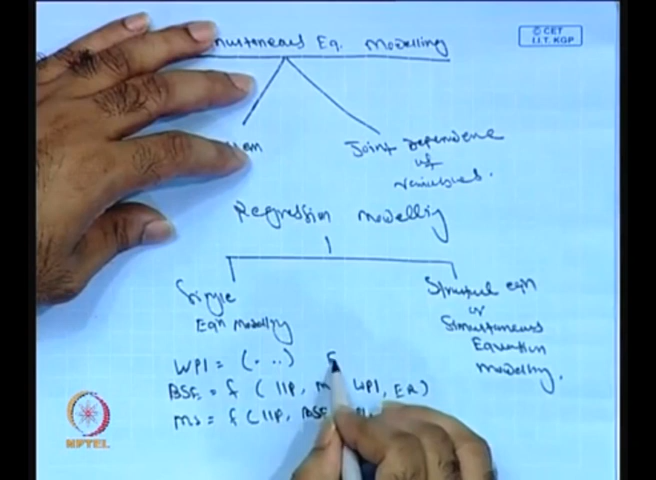 Simultaneous Eq. Modelling
© CET
I.I.T. KGP
Joint dependence
of
variables.
Regression modelling
Single
Eqn modelling
Structural eqn
or
Simultaneous
Equation
modelling.
WPI = (. ..)
BSE = f ( IIP, M WPI, ER)
MS = f ( IIP, BSE
NPTEL